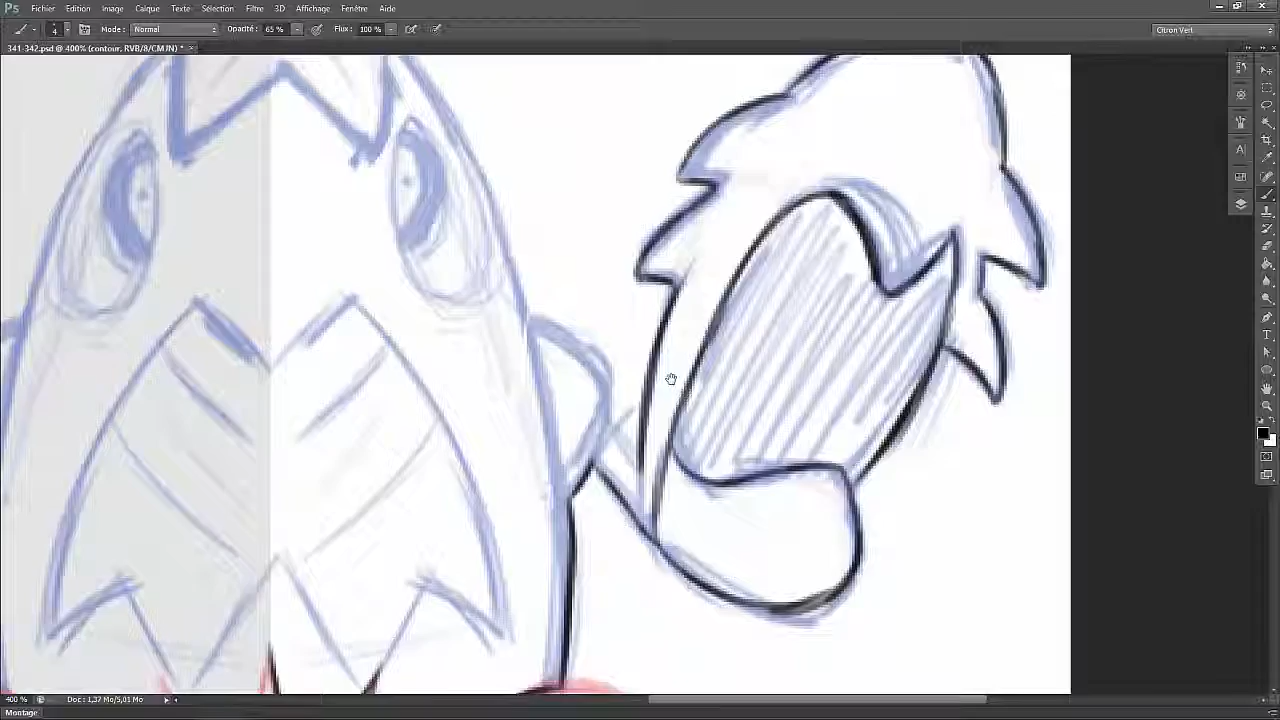 Ps Fichier Edition Image Calque Texte Sélection Filtre 3D Affichage Fenêtre Aide
4 Mode : Normal Opacité : 65 % Flux : 100 % Citron Vert
341-342.psd @ 400% (contour, RVB/8/CMJN) * ×
A|
T
400 % Doc : 1,37 Mo/5,01 Mo
Montage